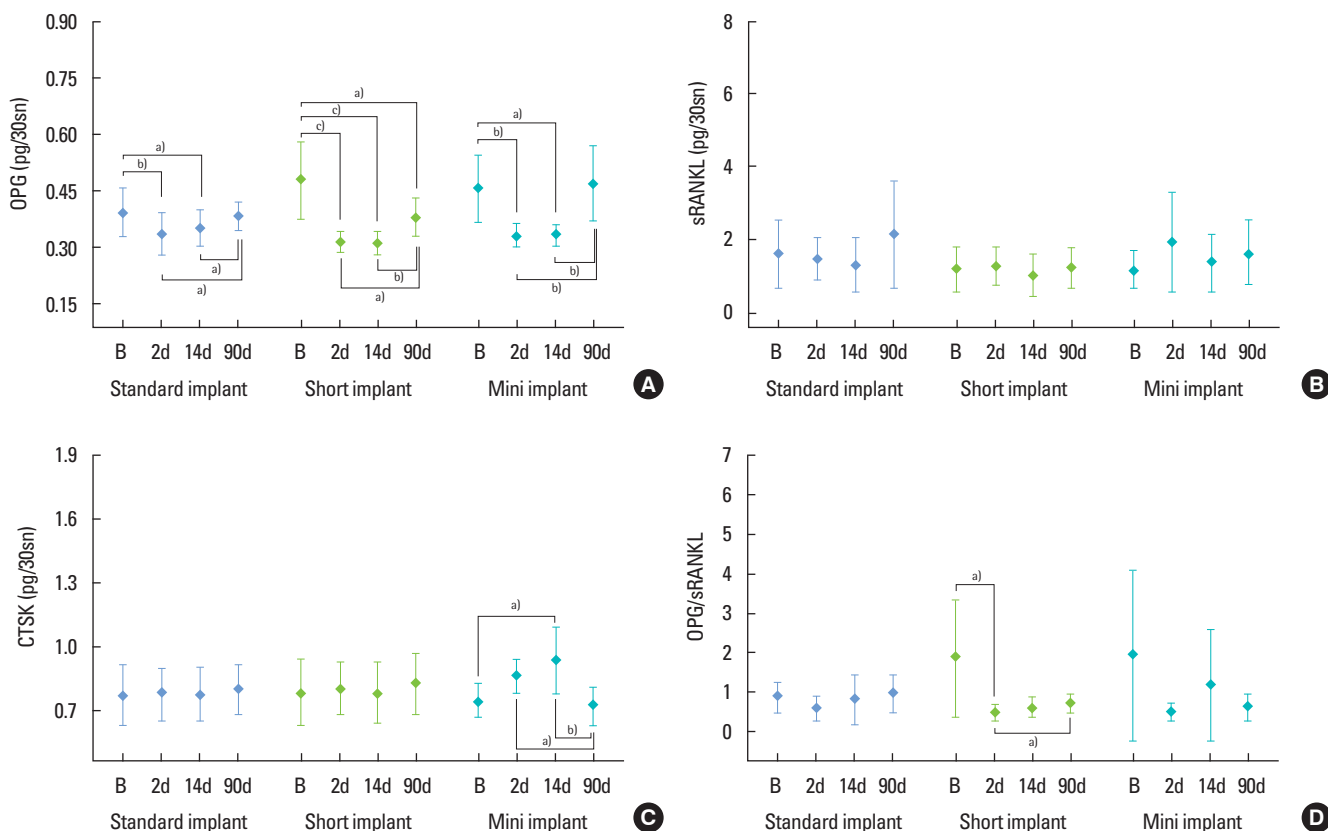 OPG (pg/30sn)
0.90
0.75
0.60
0.45
0.30
0.15
a)
b)
a)
a)
a)
c)
c)
b)
a)
a)
b)
b)
b)
B 2d 14d 90d B 2d 14d 90d B 2d 14d 90d
Standard implant Short implant Mini implant
A
sRANKL (pg/30sn)
8
6
4
2
0
B 2d 14d 90d B 2d 14d 90d B 2d 14d 90d
Standard implant Short implant Mini implant
B
CTSK (pg/30sn)
1.9
1.6
1.3
1.0
0.7
a)
b)
a)
B 2d 14d 90d B 2d 14d 90d B 2d 14d 90d
Standard implant Short implant Mini implant
C
OPG/sRANKL
7
6
5
4
3
2
1
0
a)
a)
B 2d 14d 90d B 2d 14d 90d B 2d 14d 90d
Standard implant Short implant Mini implant
D